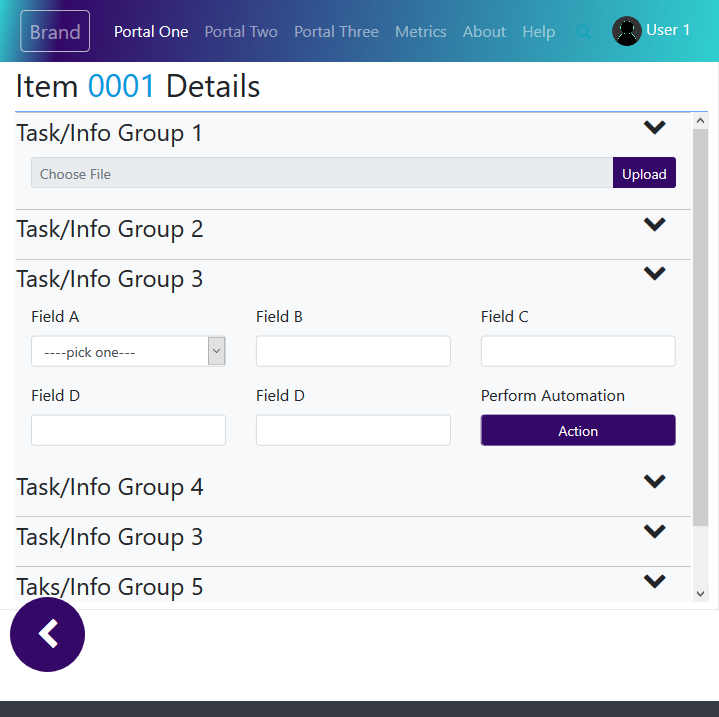 Brand Portal One Portal Two Portal Three Metrics About Help User 1
Item 0001 Details
Task/Info Group 1
Choose File Upload
Task/Info Group 2
Task/Info Group 3
Field A Field B Field C
----pick one---
Field D Field D Perform Automation
Action
Task/Info Group 4
Task/Info Group 3
Taks/Info Group 5